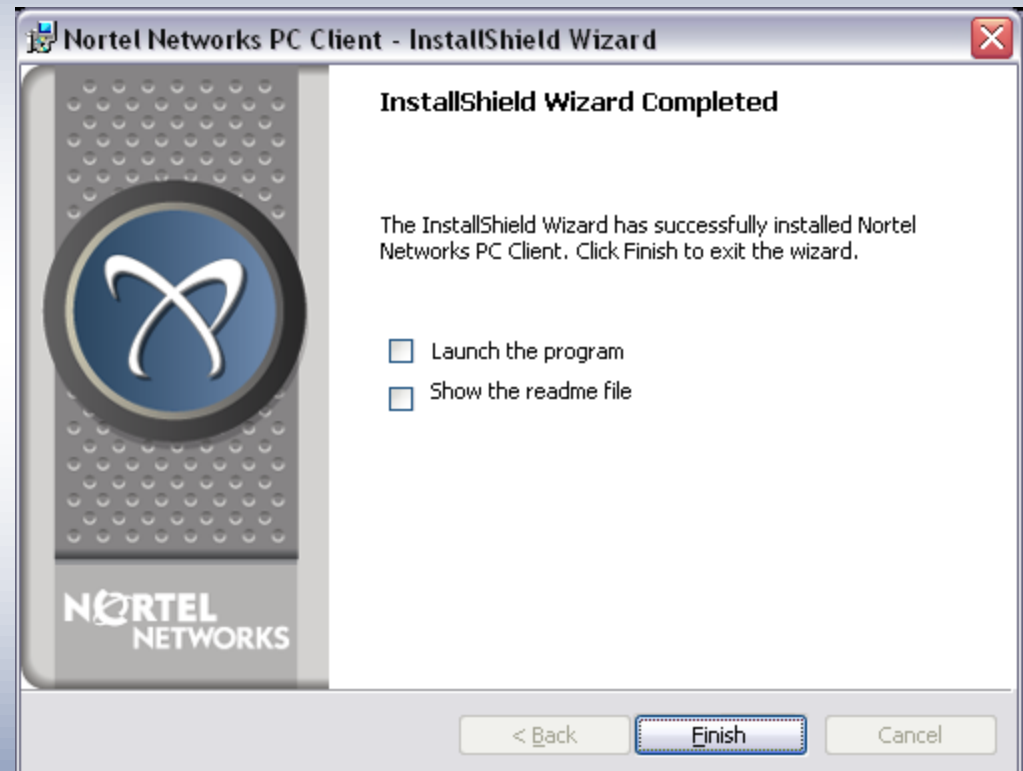 Nortel Networks PC Client - InstallShield Wizard
InstallShield Wizard Completed
The InstallShield Wizard has successfully installed Nortel
Networks PC Client. Click Finish to exit the wizard.
Launch the program
Show the readme file
NORTEL
NETWORKS
< Back
Finish
Cancel